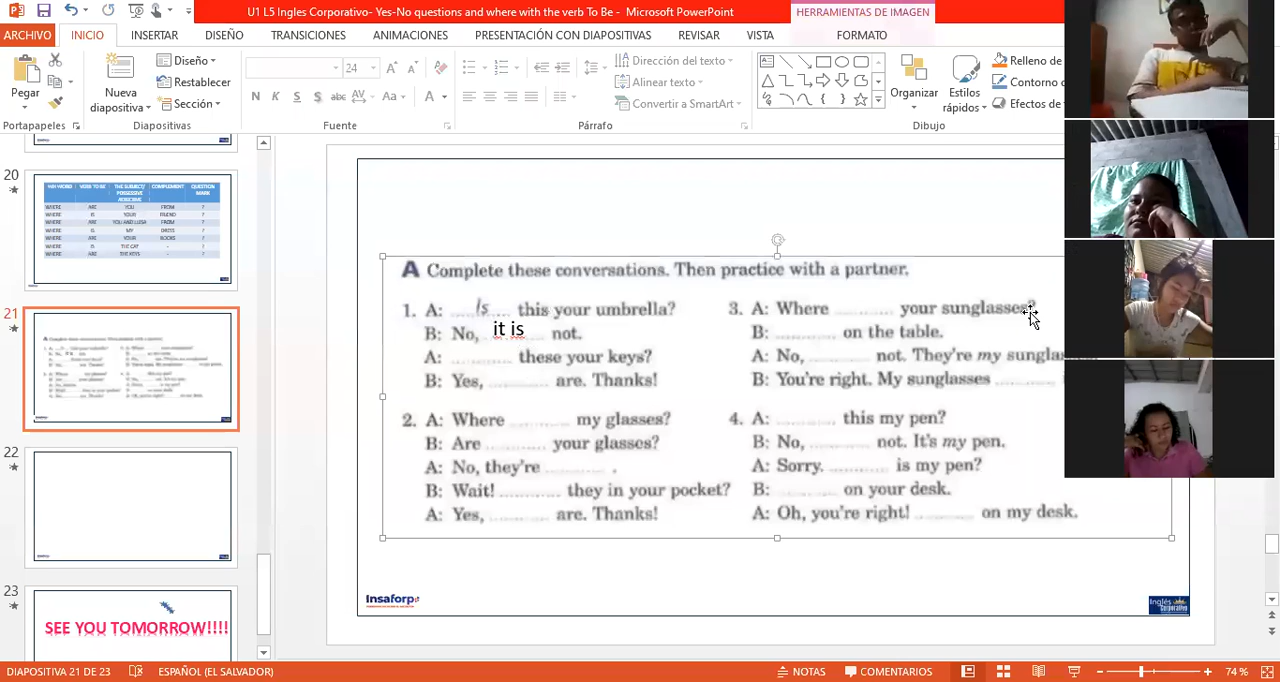 U1 L5 Ingles Corporativo- Yes-No questions and where with the verb To Be - Microsoft PowerPoint
HERRAMIENTAS DE IMAGEN
ARCHIVO INICIO INSERTAR DISEÑO TRANSICIONES ANIMACIONES PRESENTACIÓN CON DIAPOSITIVAS REVISAR VISTA FORMATO
Pegar
Nueva diapositiva
Diseño
Restablecer
Sección
24
N K S S abc AV Aa A
Dirección del texto
Alinear texto
Convertir a SmartArt
Organizar
Estilos rápidos
Relleno de
Contorno
Efectos de
Portapapeles Diapositivas Fuente Párrafo Dibujo
20
21
22
23
SEE YOU TOMORROW!!!!
A Complete these conversations. Then practice with a partner.
1. A: Is this your umbrella?
B: No, it is not.
A: .......... these your keys?
B: Yes, .......... are. Thanks!
2. A: Where .......... my glasses?
B: Are .......... your glasses?
A: No, they're .......... .
B: Wait! .......... they in your pocket?
A: Yes, .......... are. Thanks!
3. A: Where .......... your sunglasses?
B: .......... on the table.
A: No, .......... not. They're my
B: You're right. My sunglasses ..........
4. A: .......... this my pen?
B: No, .......... not. It's my pen.
A: Sorry. .......... is my pen?
B: .......... on your desk.
A: Oh, you're right! .......... on my desk.
Insaforp
Inglés Corporativo
DIAPOSITIVA 21 DE 23 ESPAÑOL (EL SALVADOR) NOTAS COMENTARIOS 74 %